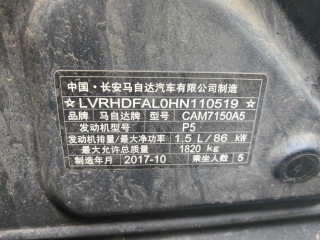 中国·长安马自达汽车有限公司制造
★LVRHDFAL0HN110519★
品牌 马自达牌 型号 CAM7150A5
发动机型号 P5
发动机排量/最大净功率 1.5 L/86 kW
最大允许总质量 1820 kg
制造年月 2017-10 乘坐人数 5